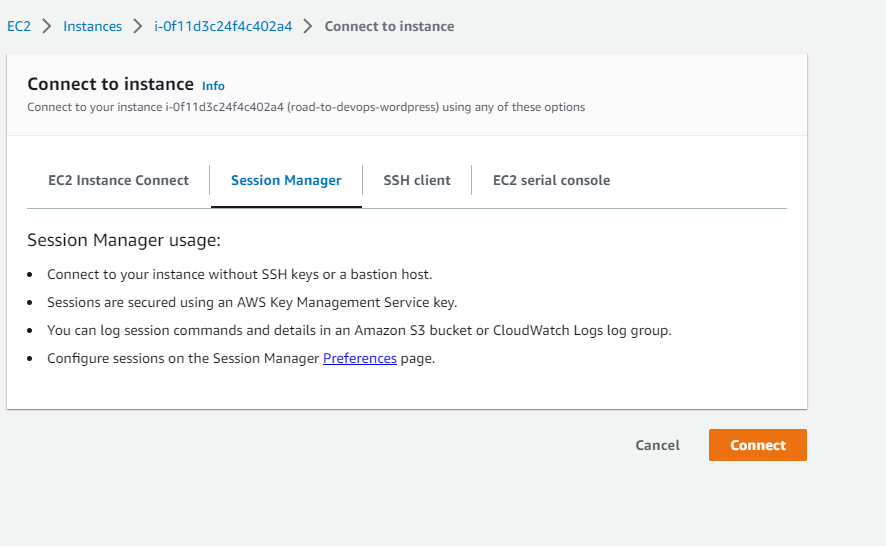 EC2 > Instances > i-0f11d3c24f4c402a4 > Connect to instance
Connect to instance Info
Connect to your instance i-0f11d3c24f4c402a4 (road-to-devops-wordpress) using any of these options
EC2 Instance Connect Session Manager SSH client EC2 serial console
Session Manager usage:
• Connect to your instance without SSH keys or a bastion host.
• Sessions are secured using an AWS Key Management Service key.
• You can log session commands and details in an Amazon S3 bucket or CloudWatch Logs log group.
• Configure sessions on the Session Manager Preferences page.
Cancel Connect